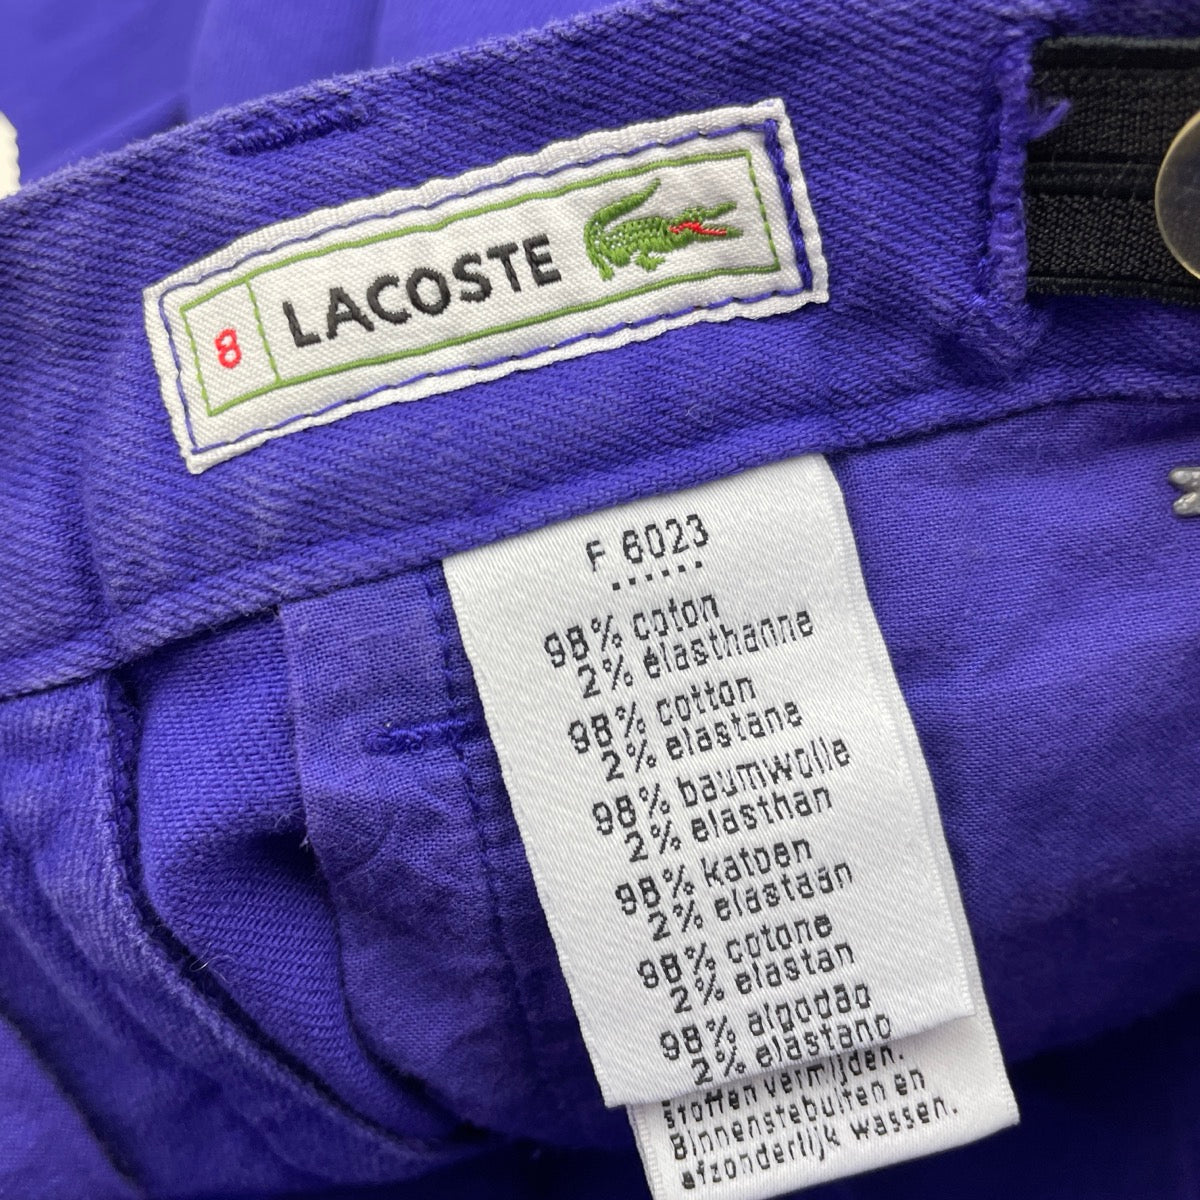 8 LACOSTE
F 6023
98% coton
2% élasthanne
98% cotton
2% elastane
98% baumwolle
2% elasthan
98% katoen
2% elastaan
98% cotone
2% elastan
98% algodão
2% elastano
stoffen vermijden.
Binnenstebuiten en
afzonderlijk wassen.